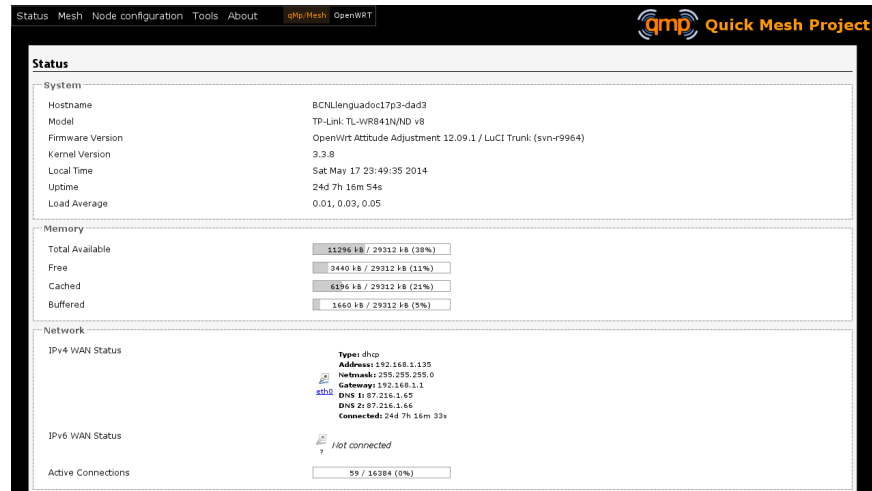 Status Mesh Node configuration Tools About qMp/Mesh OpenWRT
qmp Quick Mesh Project
Status
System
Hostname BCNLlenguadoc17p3-dad3
Model TP-Link TL-WR841N/ND v8
Firmware Version OpenWrt Attitude Adjustment 12.09.1 / LuCI Trunk (svn-r9964)
Kernel Version 3.3.8
Local Time Sat May 17 23:49:35 2014
Uptime 24d 7h 16m 54s
Load Average 0.01, 0.03, 0.05
Memory
Total Available 11296 kB / 29312 kB (38%)
Free 3440 kB / 29312 kB (11%)
Cached 6196 kB / 29312 kB (21%)
Buffered 1660 kB / 29312 kB (5%)
Network
IPv4 WAN Status
Type: dhcp
Address: 192.168.1.135
Netmask: 255.255.255.0
Gateway: 192.168.1.1
eth0 DNS 1: 87.216.1.65
DNS 2: 87.216.1.66
Connected: 24d 7h 16m 33s
IPv6 WAN Status Not connected
?
Active Connections 59 / 16384 (0%)